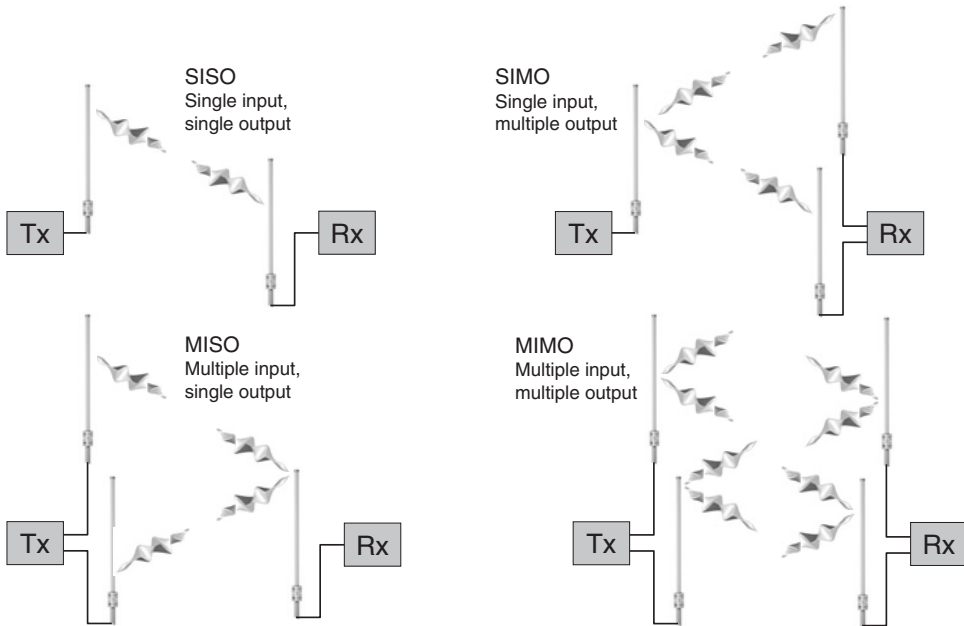 SISO
Single input,
single output
Tx
Rx
SIMO
Single input,
multiple output
Tx
Rx
MISO
Multiple input,
single output
Tx
Rx
MIMO
Multiple input,
multiple output
Tx
Rx